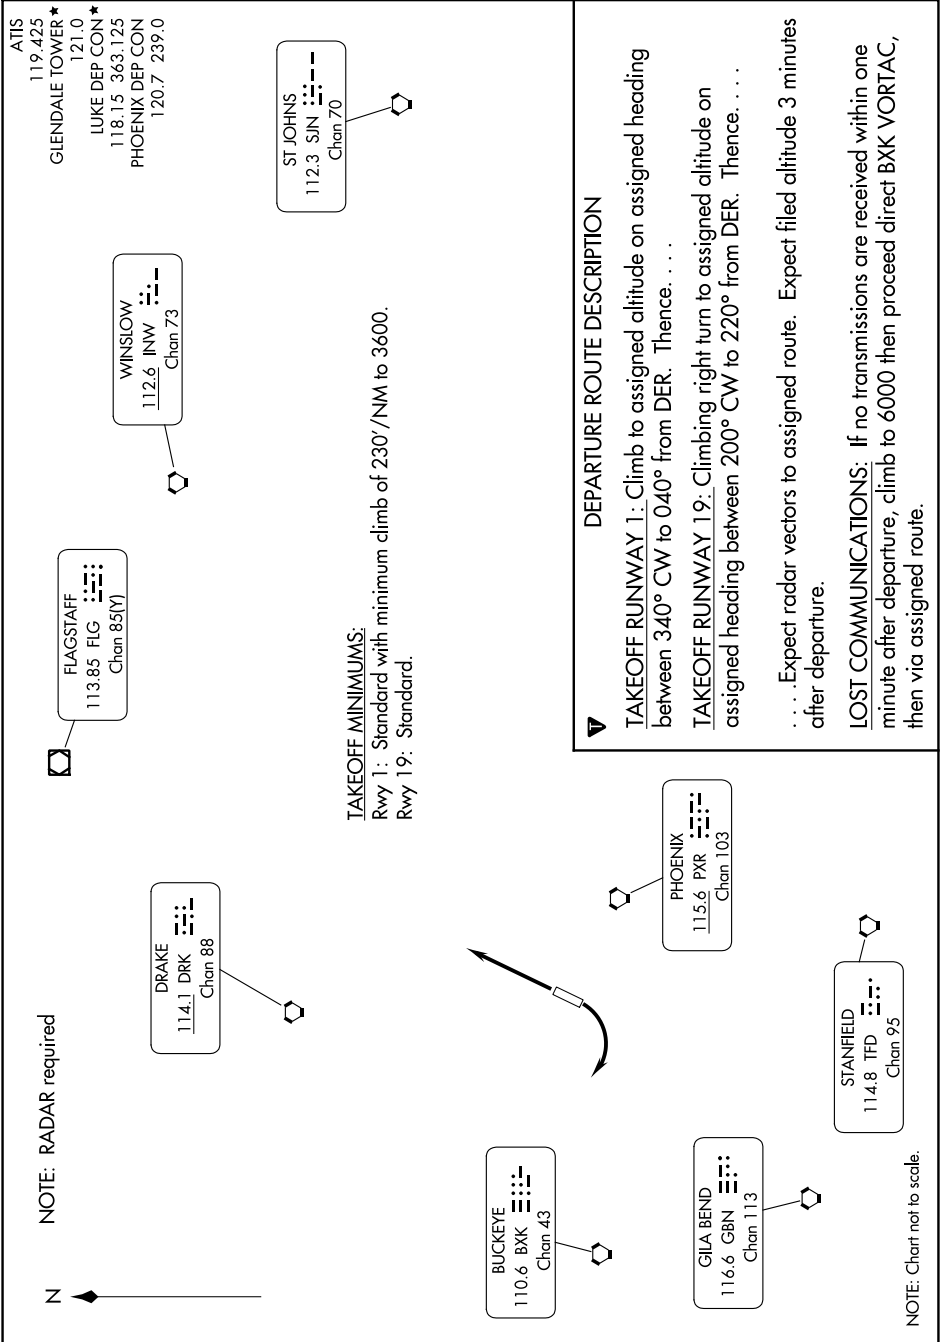 ATIS
119.425
GLENDALE TOWER★
121.0
LUKE DEP CON★
118.15 363.125
PHOENIX DEP CON
120.7 239.0
N
NOTE: RADAR required
FLAGSTAFF
113.85 FLG
Chan 85(Y)
WINSLOW
112.6 INW
Chan 73
ST JOHNS
112.3 SJN
Chan 70
DRAKE
114.1 DRK
Chan 88
TAKEOFF MINIMUMS:
Rwy 1: Standard with minimum climb of 230'/NM to 3600.
Rwy 19: Standard.
BUCKEYE
110.6 BXK
Chan 43
PHOENIX
115.6 PXR
Chan 103
GILA BEND
116.6 GBN
Chan 113
STANFIELD
114.8 TFD
Chan 95
NOTE: Chart not to scale.
T
DEPARTURE ROUTE DESCRIPTION
TAKEOFF RUNWAY 1: Climb to assigned altitude on assigned heading
between 340° CW to 040° from DER. Thence. . . .
TAKEOFF RUNWAY 19: Climbing right turn to assigned altitude on
assigned heading between 200° CW to 220° from DER. Thence. . . .
. . . .Expect radar vectors to assigned route. Expect filed altitude 3 minutes
after departure.
LOST COMMUNICATIONS: If no transmissions are received within one
minute after departure, climb to 6000 then proceed direct BXK VORTAC,
then via assigned route.